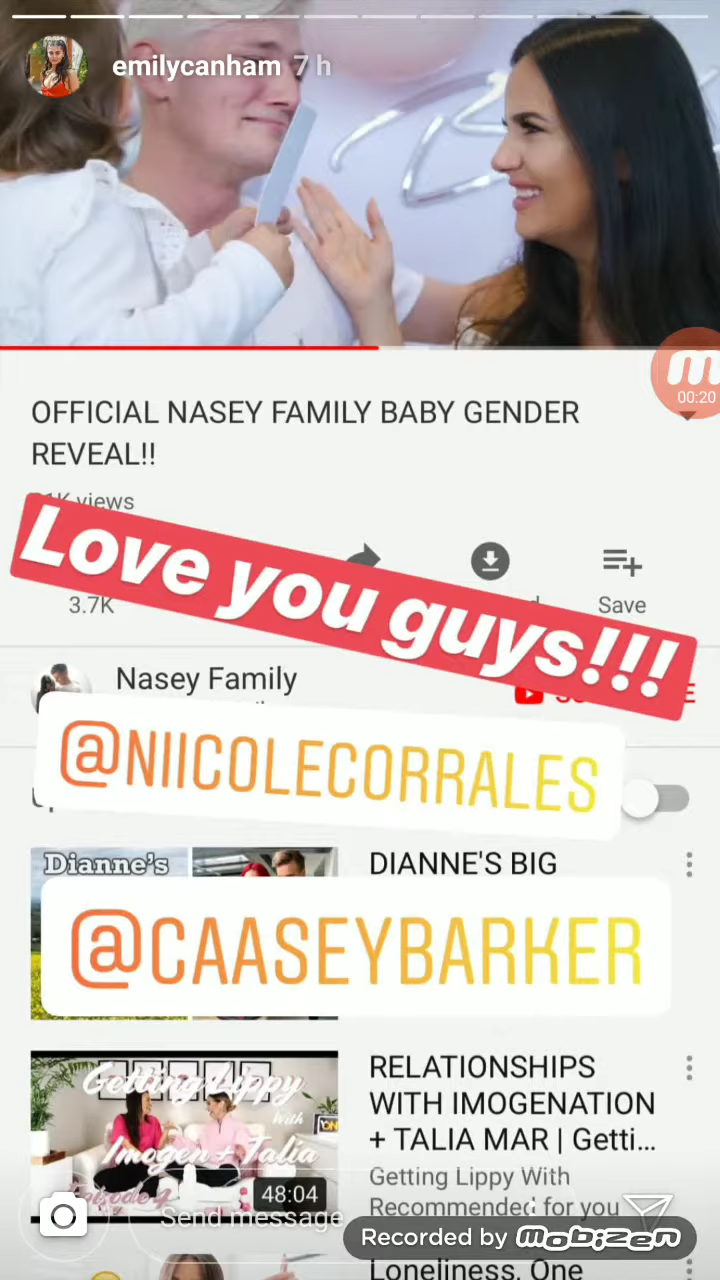 emilycanham 7 h
00:20
OFFICIAL NASEY FAMILY BABY GENDER
REVEAL!!
views
Love you guys!!!
3.7K
Save
Nasey Family
@NIICOLECORRALES
Dianne's
DIANNE'S BIG
@CAASEYBARKER
Getting Lippy
With
Imogen + Talia
Episode 4
48:04
RELATIONSHIPS
WITH IMOGENATION
+ TALIA MAR | Getti...
Getting Lippy With
Recommended for you
Send message
Recorded by mobizen
Loneliness. One